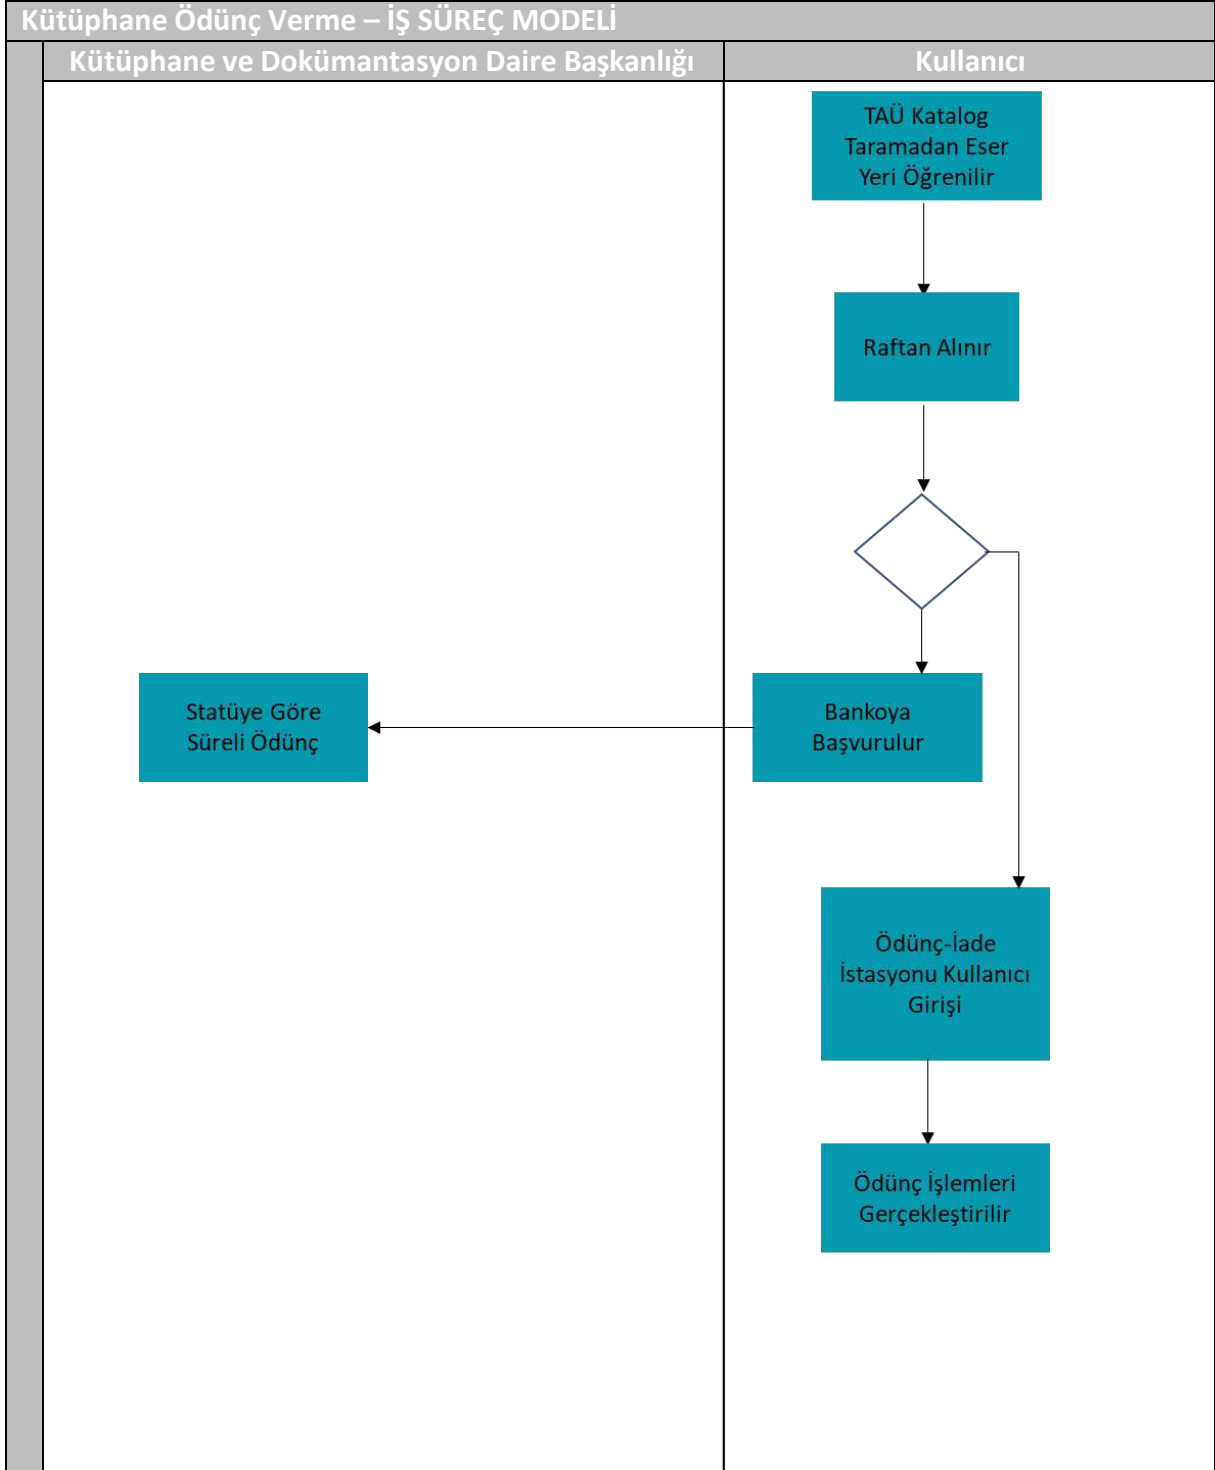 Kütüphane Ödünç Verme – İŞ SÜREÇ MODELİ
Kütüphane ve Dokümantasyon Daire Başkanlığı
Kullanıcı
TAÜ Katalog
Taramadan Eser
Yeri Öğrenilir
Raftan Alınır
Bankoya
Başvurulur
Statüye Göre
Süreli Ödünç
Ödünç-İade
İstasyonu Kullanıcı
Girişi
Ödünç İşlemleri
Gerçekleştirilir